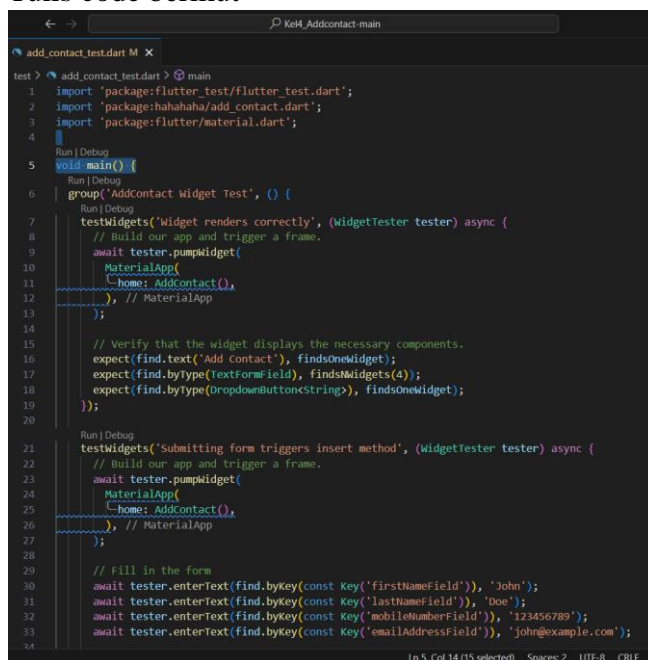 Kel4_Addcontact-main
add_contact_test.dart M
test > add_contact_test.dart > main
1 import 'package:flutter_test/flutter_test.dart';
2 import 'package:hahahaha/add_contact.dart';
3 import 'package:flutter/material.dart';
4
Run | Debug
5 void main() {
Run | Debug
6 group('AddContact Widget Test', () {
Run | Debug
7 testWidgets('Widget renders correctly', (WidgetTester tester) async {
8 // Build our app and trigger a frame.
9 await tester.pumpWidget(
10 MaterialApp(
11 home: AddContact(),
12 ), // MaterialApp
13 );
14
15 // Verify that the widget displays the necessary components.
16 expect(find.text('Add Contact'), findsOneWidget);
17 expect(find.byType(TextFormField), findsNWidgets(4));
18 expect(find.byType(DropdownButton<String>), findsOneWidget);
19 });
20
Run | Debug
21 testWidgets('Submitting form triggers insert method', (WidgetTester tester) async {
22 // Build our app and trigger a frame.
23 await tester.pumpWidget(
24 MaterialApp(
25 home: AddContact(),
26 ), // MaterialApp
27 );
28
29 // Fill in the form
30 await tester.enterText(find.byKey(const Key('firstNameField')), 'John');
31 await tester.enterText(find.byKey(const Key('lastNameField')), 'Doe');
32 await tester.enterText(find.byKey(const Key('mobileNumberField')), '123456789');
33 await tester.enterText(find.byKey(const Key('emailAddressField')), 'john@example.com');
34
Ln 5, Col 14 (15 selected) Spaces: 2 UTF-8 CRLF